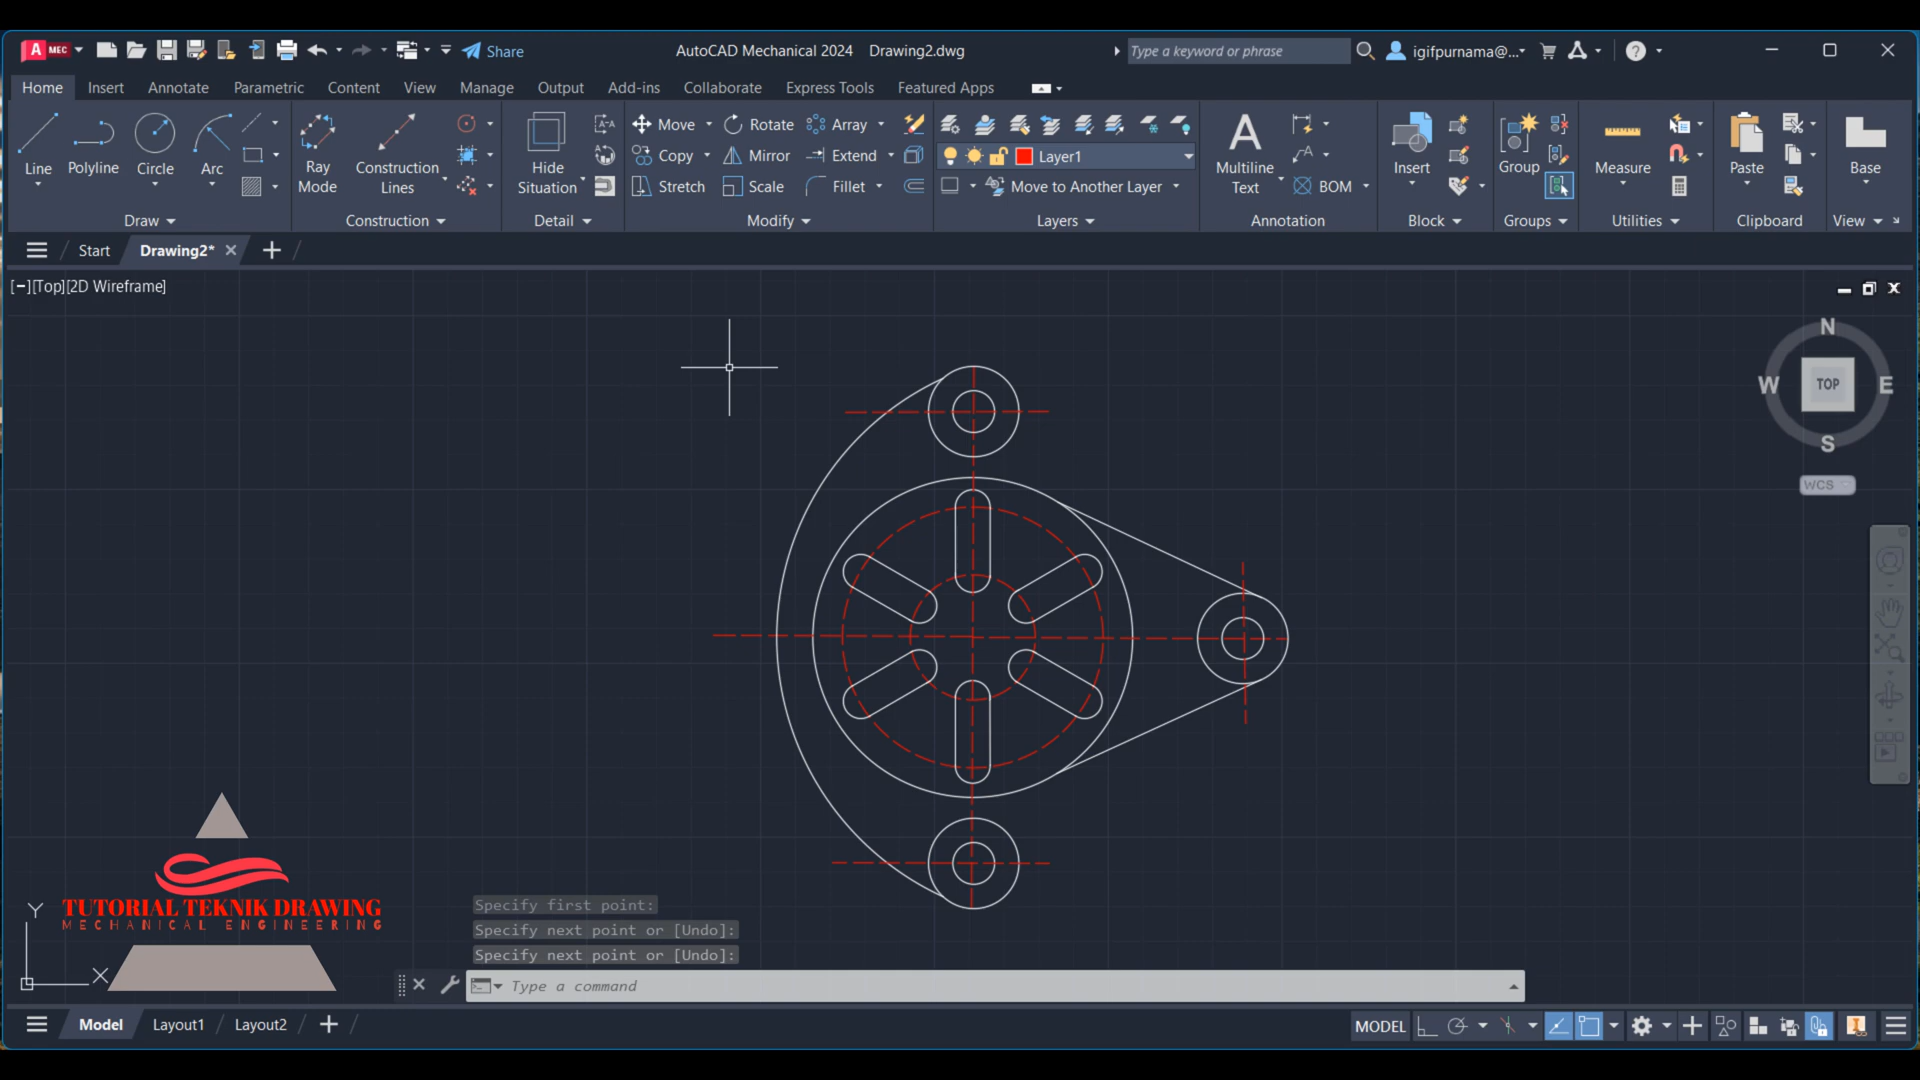 A MEC Share AutoCAD Mechanical 2024 Drawing2.dwg Type a keyword or phrase igifpurnama@... ?
Home Insert Annotate Parametric Content View Manage Output Add-ins Collaborate Express Tools Featured Apps
Line Polyline Circle Arc Ray Mode Construction Lines Hide Situation Move Rotate Array
Copy Mirror Extend Layer1 Multiline Text Insert Group Measure Paste Base
Stretch Scale Fillet Move to Another Layer BOM
Draw Construction Detail Modify Layers Annotation Block Groups Utilities Clipboard View
Start Drawing2* +
[−][Top][2D Wireframe]
N
W TOP E
S
WCS
TUTORIAL TEKNIK DRAWING
MECHANICAL ENGINEERING
Y
X
Specify first point:
Specify next point or [Undo]:
Specify next point or [Undo]:
Type a command
Model Layout1 Layout2 + MODEL